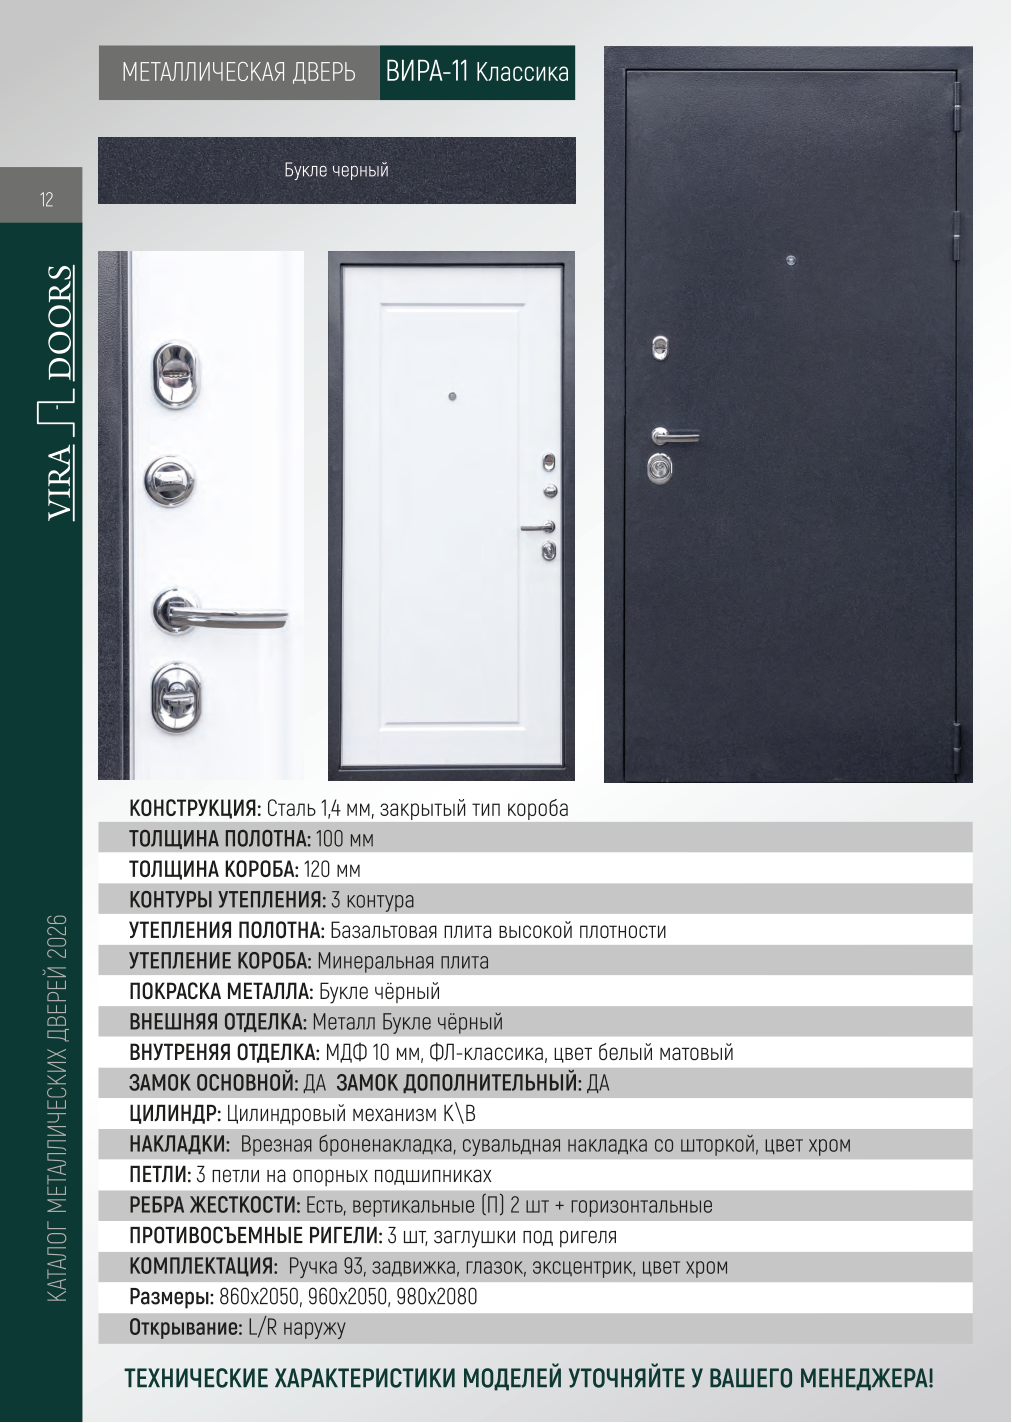 МЕТАЛЛИЧЕСКАЯ ДВЕРЬ ВИРА-11 Классика
Букле черный
12
VIRA DOORS
КАТАЛОГ МЕТАЛЛИЧЕСКИХ ДВЕРЕЙ 2026
КОНСТРУКЦИЯ: Сталь 1,4 мм, закрытый тип короба
ТОЛЩИНА ПОЛОТНА: 100 мм
ТОЛЩИНА КОРОБА: 120 мм
КОНТУРЫ УТЕПЛЕНИЯ: 3 контура
УТЕПЛЕНИЯ ПОЛОТНА: Базальтовая плита высокой плотности
УТЕПЛЕНИЕ КОРОБА: Минеральная плита
ПОКРАСКА МЕТАЛЛА: Букле чёрный
ВНЕШНЯЯ ОТДЕЛКА: Металл Букле чёрный
ВНУТРЕНЯЯ ОТДЕЛКА: МДФ 10 мм, ФЛ-классика, цвет белый матовый
ЗАМОК ОСНОВНОЙ: ДА ЗАМОК ДОПОЛНИТЕЛЬНЫЙ: ДА
ЦИЛИНДР: Цилиндровый механизм К\В
НАКЛАДКИ: Врезная броненакладка, сувальдная накладка со шторкой, цвет хром
ПЕТЛИ: 3 петли на опорных подшипниках
РЕБРА ЖЕСТКОСТИ: Есть, вертикальные (П) 2 шт + горизонтальные
ПРОТИВОСЪЕМНЫЕ РИГЕЛИ: 3 шт, заглушки под ригеля
КОМПЛЕКТАЦИЯ: Ручка 93, задвижка, глазок, эксцентрик, цвет хром
Размеры: 860х2050, 960х2050, 980х2080
Открывание: L/R наружу
ТЕХНИЧЕСКИЕ ХАРАКТЕРИСТИКИ МОДЕЛЕЙ УТОЧНЯЙТЕ У ВАШЕГО МЕНЕДЖЕРА!